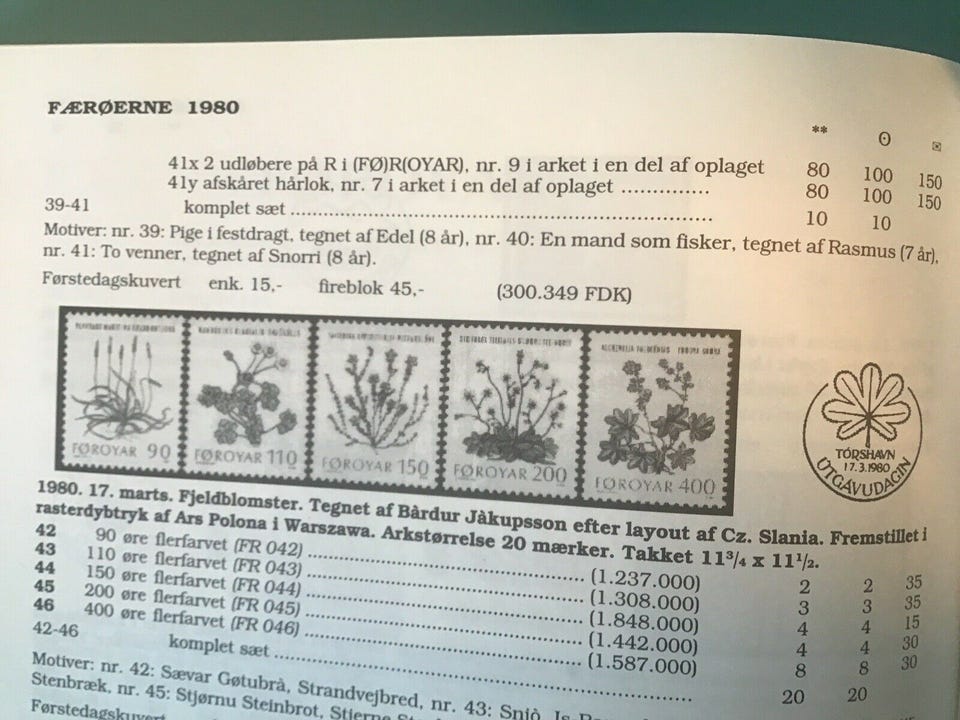 FÆRØERNE 1980
** ʘ
41x 2 udløbere på R i (FØ)R(OYAR), nr. 9 i arket i en del af oplaget 80 100 150
41y afskåret hårlok, nr. 7 i arket i en del af oplaget ............... 80 100 150
39-41 komplet sæt ............................................................ 10 10
Motiver: nr. 39: Pige i festdragt, tegnet af Edel (8 år), nr. 40: En mand som fisker, tegnet af Rasmus (7 år),
nr. 41: To venner, tegnet af Snorri (8 år).
Førstedagskuvert enk. 15,- fireblok 45,- (300.349 FDK)
FØROYAR 90
FØROYAR 110
FØROYAR 150
FØROYAR 200
FØROYAR 400
TÓRSHAVN
17.3.1980
ÚTGÁVUDAGIN
1980. 17. marts. Fjeldblomster. Tegnet af Bàrdur Jàkupsson efter layout af Cz. Slania. Fremstillet i
rasterdybtryk af Ars Polona i Warszawa. Arkstørrelse 20 mærker. Takket 11³/₄ x 11¹/₂.
42 90 øre flerfarvet (FR 042) ........................................ (1.237.000) 2 2 35
43 110 øre flerfarvet (FR 043) ........................................ (1.308.000) 3 3 35
44 150 øre flerfarvet (FR 044) ........................................ (1.848.000) 4 4 15
45 200 øre flerfarvet (FR 045) ........................................ (1.442.000) 4 4 30
46 400 øre flerfarvet (FR 046) ........................................ (1.587.000) 8 8 30
42-46 komplet sæt ............................................................ 20 20
Motiver: nr. 42: Sævar Gøtubrà, Strandvejbred, nr. 43: Snjò, Is
Stenbræk, nr. 45: Stjørnu Steinbrot, Stjerne
Førstedagskuvert